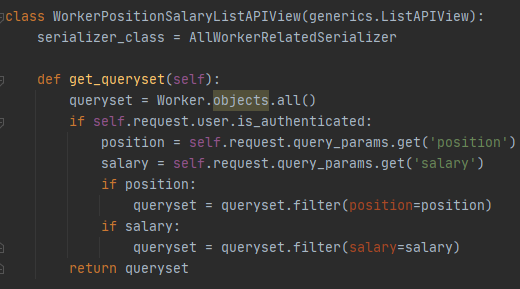 class WorkerPositionSalaryListAPIView(generics.ListAPIView):
    serializer_class = AllWorkerRelatedSerializer

    def get_queryset(self):
        queryset = Worker.objects.all()
        if self.request.user.is_authenticated:
            position = self.request.query_params.get('position')
            salary = self.request.query_params.get('salary')
            if position:
                queryset = queryset.filter(position=position)
            if salary:
                queryset = queryset.filter(salary=salary)
        return queryset